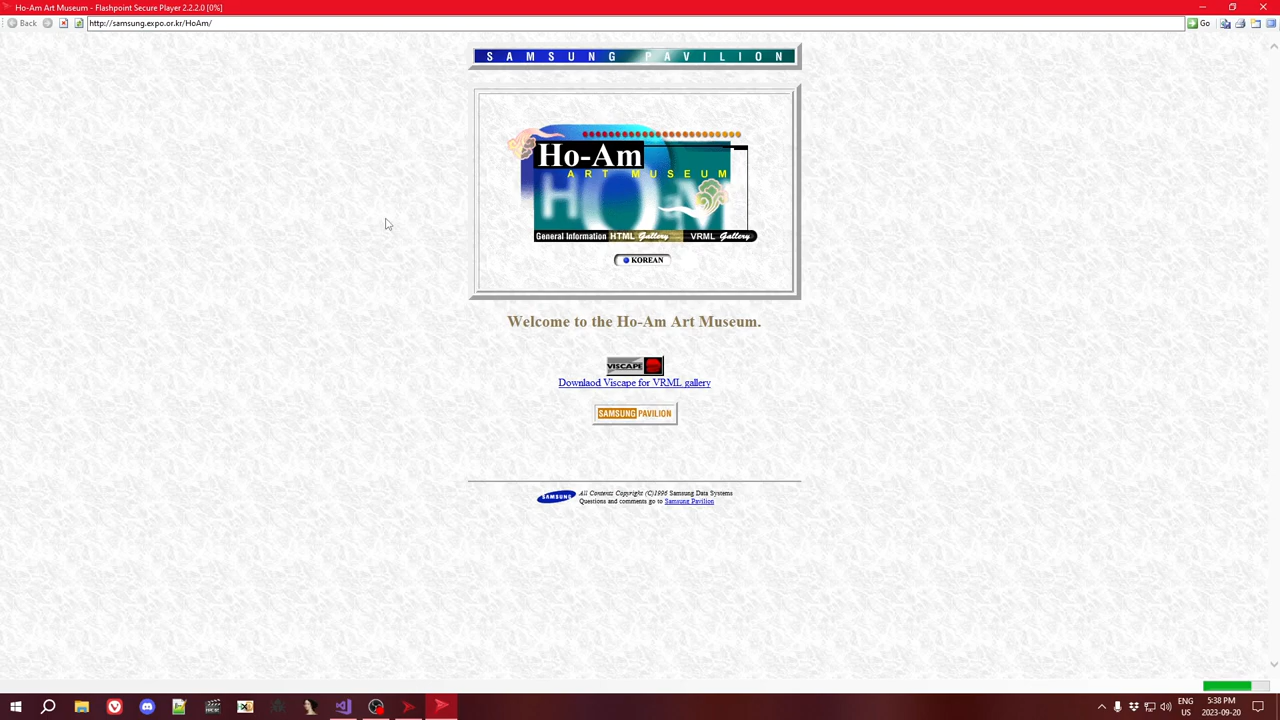 Ho-Am Art Museum - Flashpoint Secure Player 2.2.2.0 [0%]
Back
http://samsung.expo.or.kr/HoAm/
Go
SAMSUNG PAVILION
Ho-Am
ART MUSEUM
HOaM
General Information HTML Gallery VRML Gallery
KOREAN
Welcome to the Ho-Am Art Museum.
VISCAPE
Downlaod Viscape for VRML gallery
SAMSUNG PAVILION
SAMSUNG
All Contents Copyright (C)1996 Samsung Data Systems
Questions and comments go to Samsung Pavilion
ENG
US
5:38 PM
2023-09-20